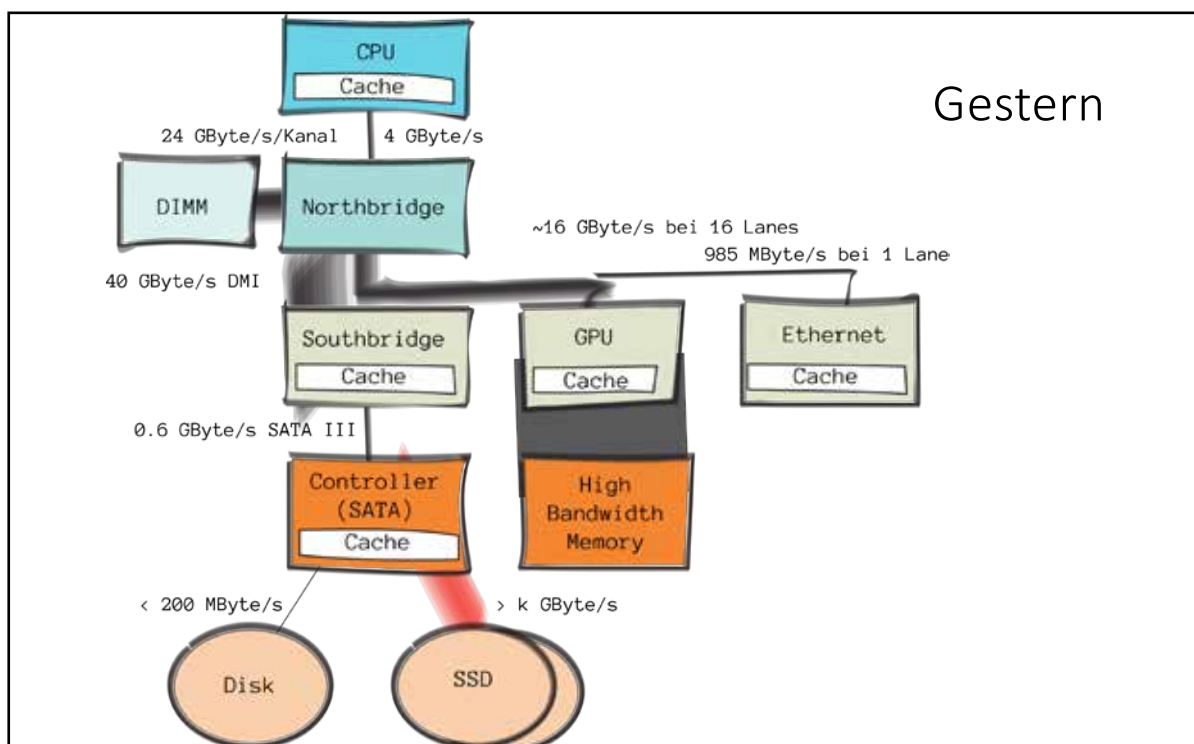 Gestern
CPU
Cache
24 GByte/s/Kanal
4 GByte/s
DIMM
Northbridge
~16 GByte/s bei 16 Lanes
985 MByte/s bei 1 Lane
40 GByte/s DMI
Southbridge
Cache
GPU
Cache
Ethernet
Cache
0.6 GByte/s SATA III
Controller
(SATA)
Cache
High
Bandwidth
Memory
< 200 MByte/s
> k GByte/s
Disk
SSD